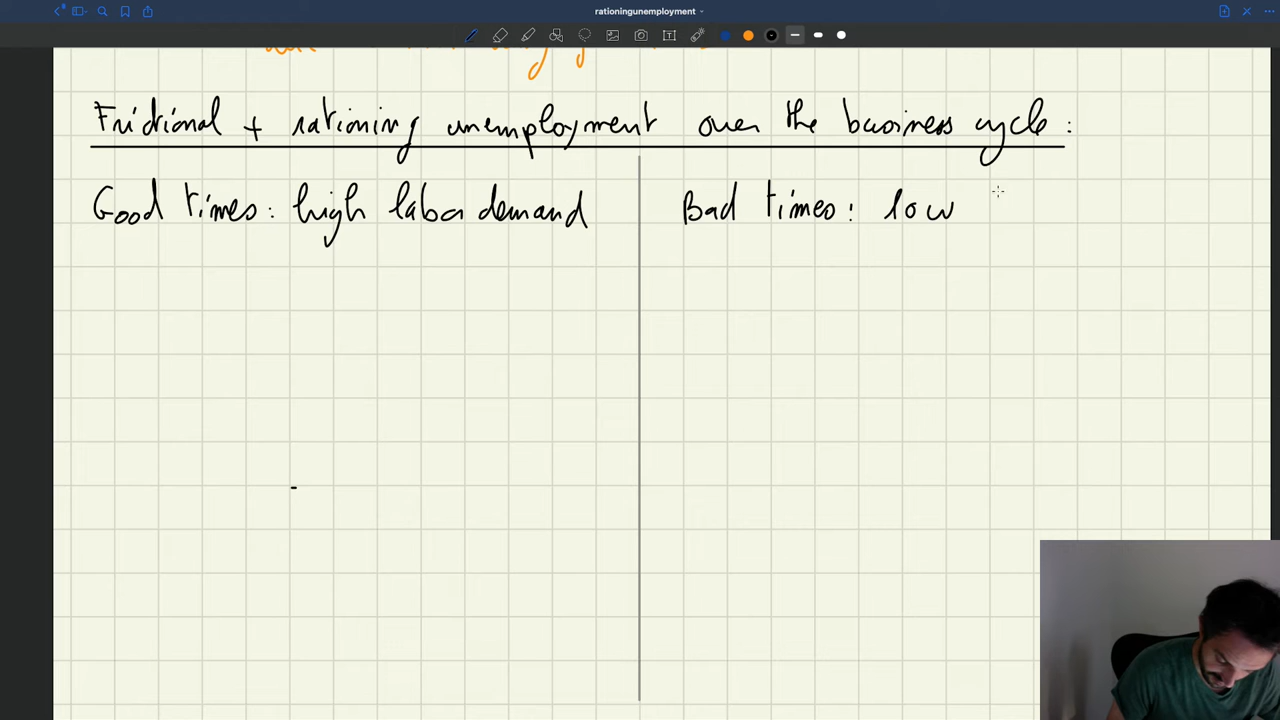 rationingunemployment
Frictional + rationing unemployment over the business cycle:
Good times: high labor demand
Bad times: low